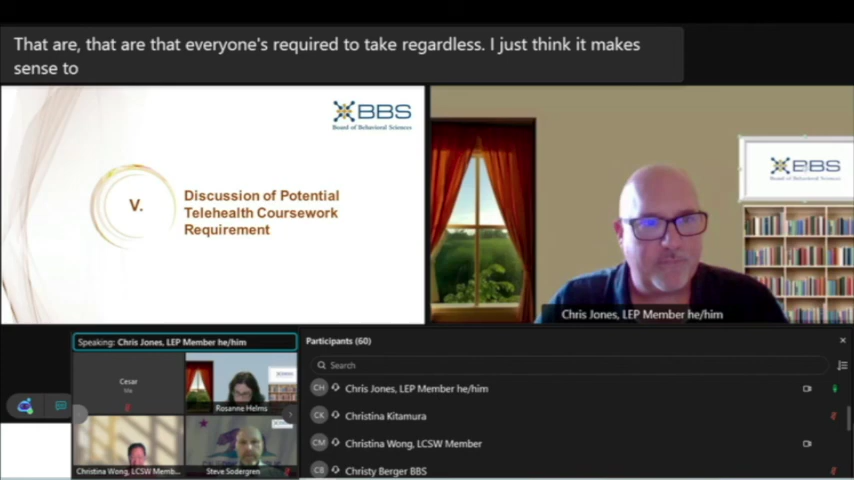 That are, that are that everyone's required to take regardless. I just think it makes
sense to
BBS
Board of Behavioral Sciences
V.
Discussion of Potential
Telehealth Coursework
Requirement
BBS
Board of Behavioral Sciences
Chris Jones, LEP Member he/him
Speaking: Chris Jones, LEP Member he/him
Cesar
Me
Rosanne Helms
Christina Wong, LCSW Memb...
Steve Sodergren
Participants (60)
Search
CH Chris Jones, LEP Member he/him
CK Christina Kitamura
CM Christina Wong, LCSW Member
CB Christy Berger BBS